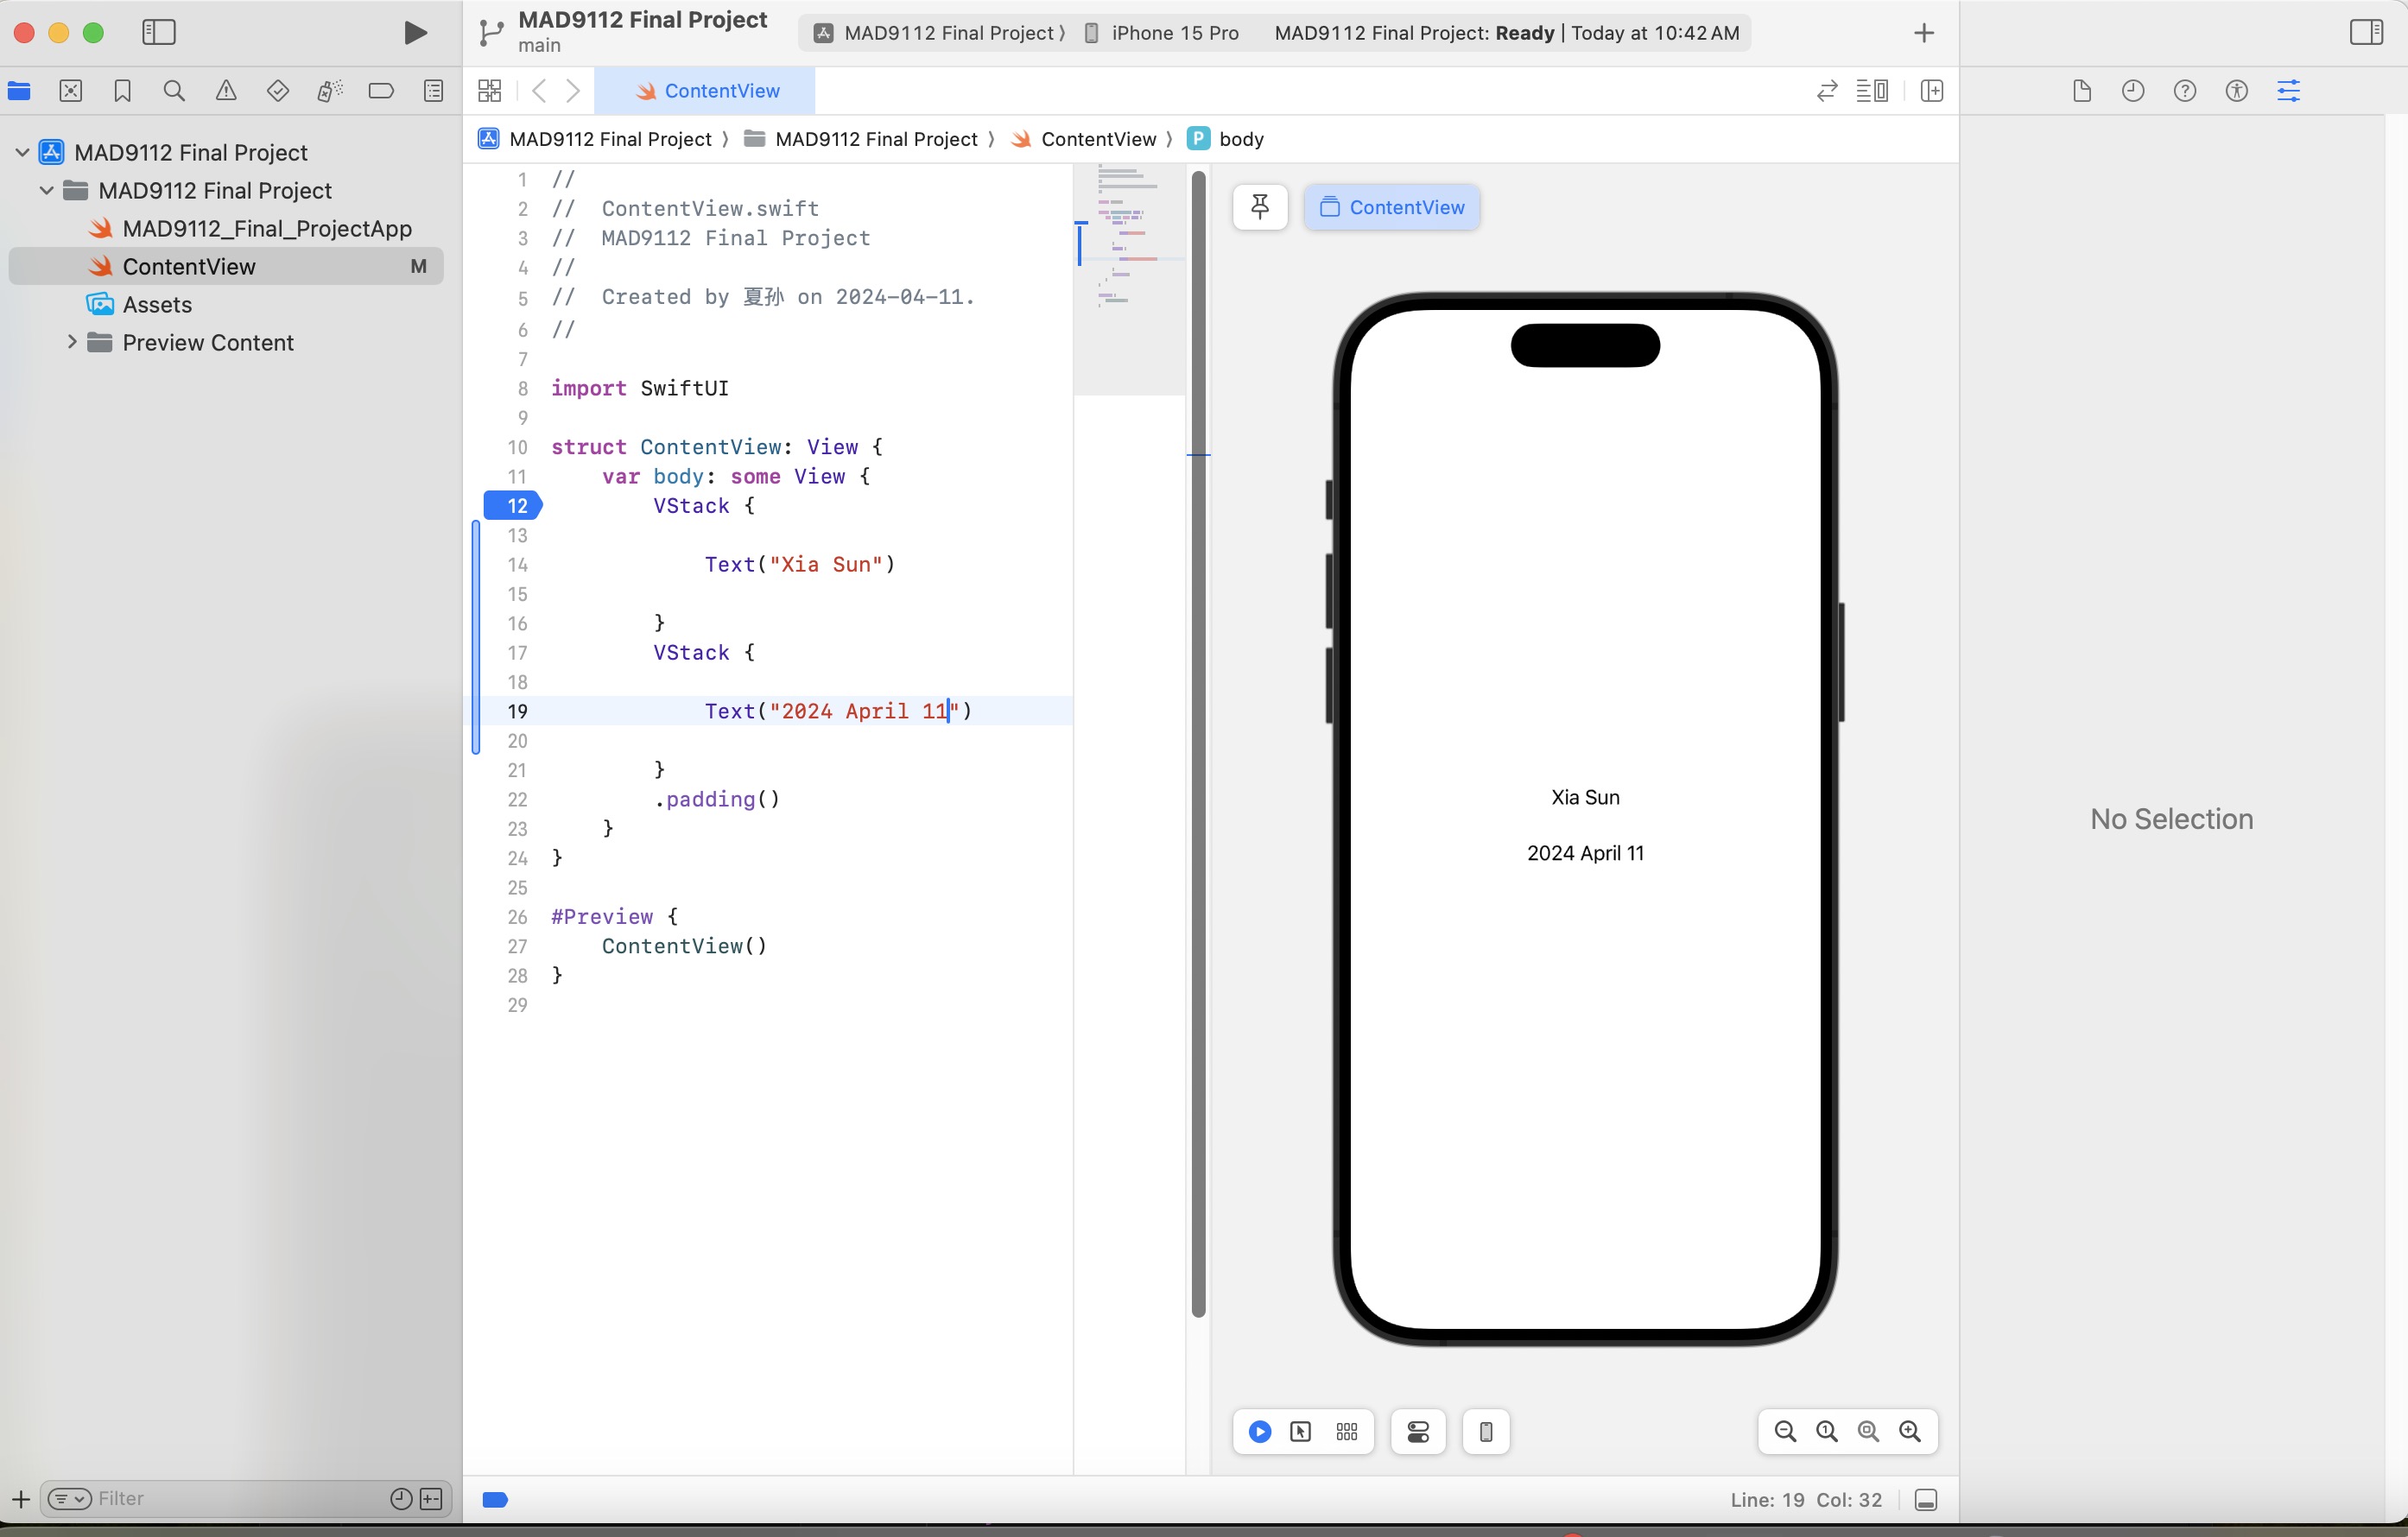 MAD9112 Final Project
main
MAD9112 Final Project ⟩ iPhone 15 Pro
MAD9112 Final Project: Ready | Today at 10:42 AM
ContentView
MAD9112 Final Project ⟩ MAD9112 Final Project ⟩ ContentView ⟩ P body
MAD9112 Final Project
MAD9112 Final Project
MAD9112_Final_ProjectApp
ContentView M
Assets
Preview Content
Filter
1 //
2 //  ContentView.swift
3 //  MAD9112 Final Project
4 //
5 //  Created by 夏孙 on 2024-04-11.
6 //
7
8 import SwiftUI
9
10 struct ContentView: View {
11     var body: some View {
12         VStack {
13
14             Text("Xia Sun")
15
16         }
17         VStack {
18
19             Text("2024 April 11")
20
21         }
22         .padding()
23     }
24 }
25
26 #Preview {
27     ContentView()
28 }
29
ContentView
Xia Sun
2024 April 11
No Selection
Line: 19 Col: 32